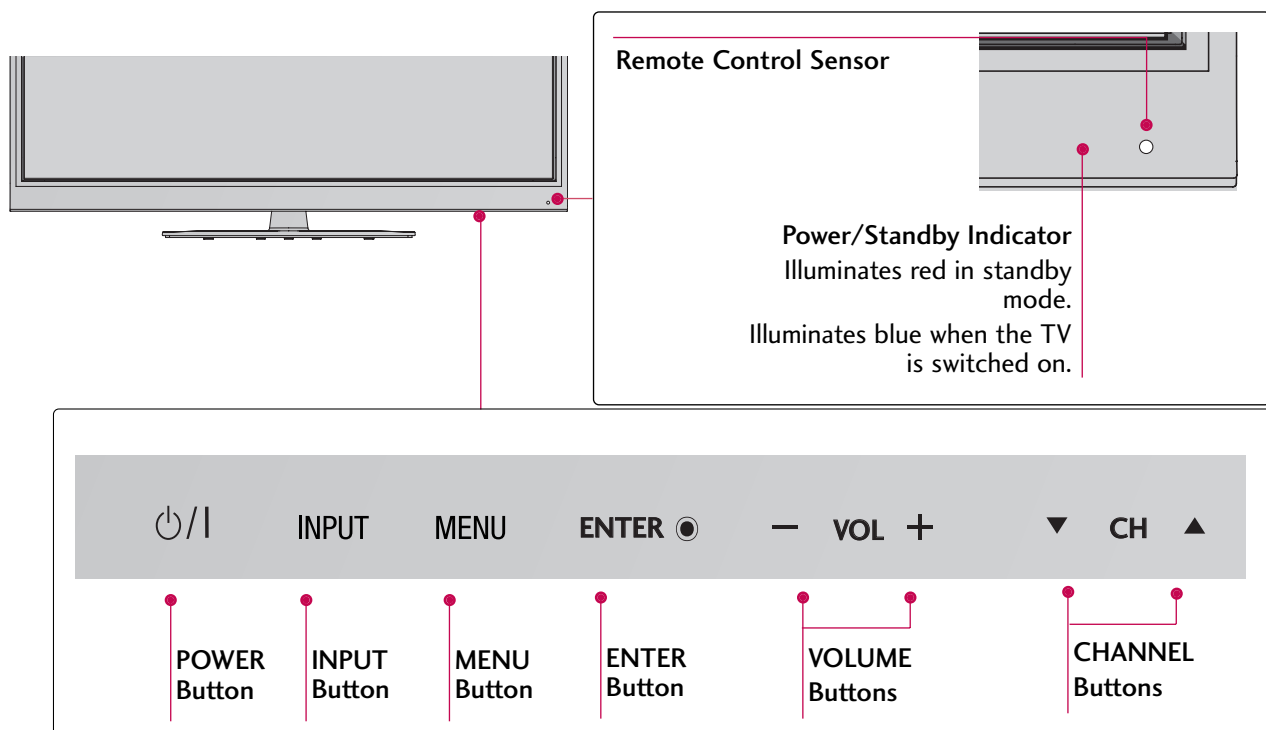 Remote Control Sensor
Power/Standby Indicator
Illuminates red in standby
mode.
Illuminates blue when the TV
is switched on.
⏻/I INPUT MENU ENTER ◉ − VOL + ▼ CH ▲
POWER
Button
INPUT
Button
MENU
Button
ENTER
Button
VOLUME
Buttons
CHANNEL
Buttons